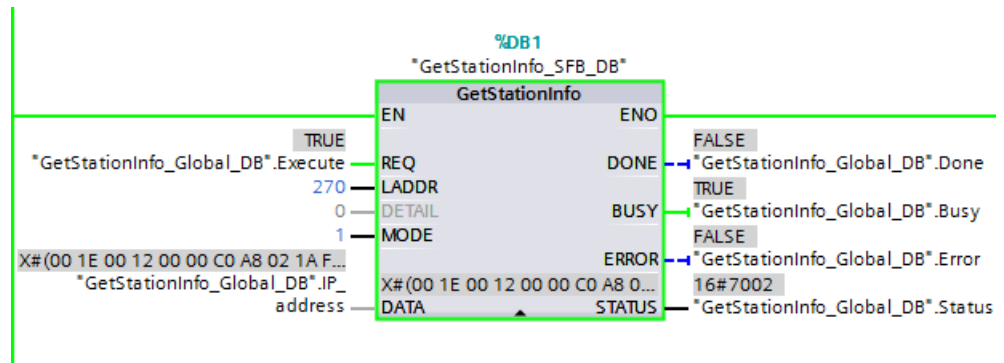 %DB1
"GetStationInfo_SFB_DB"
GetStationInfo
EN ENO
TRUE FALSE
"GetStationInfo_Global_DB".Execute REQ DONE "GetStationInfo_Global_DB".Done
270 LADDR TRUE
0 DETAIL BUSY "GetStationInfo_Global_DB".Busy
1 MODE FALSE
X#(00 1E 00 12 00 00 C0 A8 02 1A F... ERROR "GetStationInfo_Global_DB".Error
"GetStationInfo_Global_DB".IP_ X#(00 1E 00 12 00 00 C0 A8 0... 16#7002
address DATA STATUS "GetStationInfo_Global_DB".Status